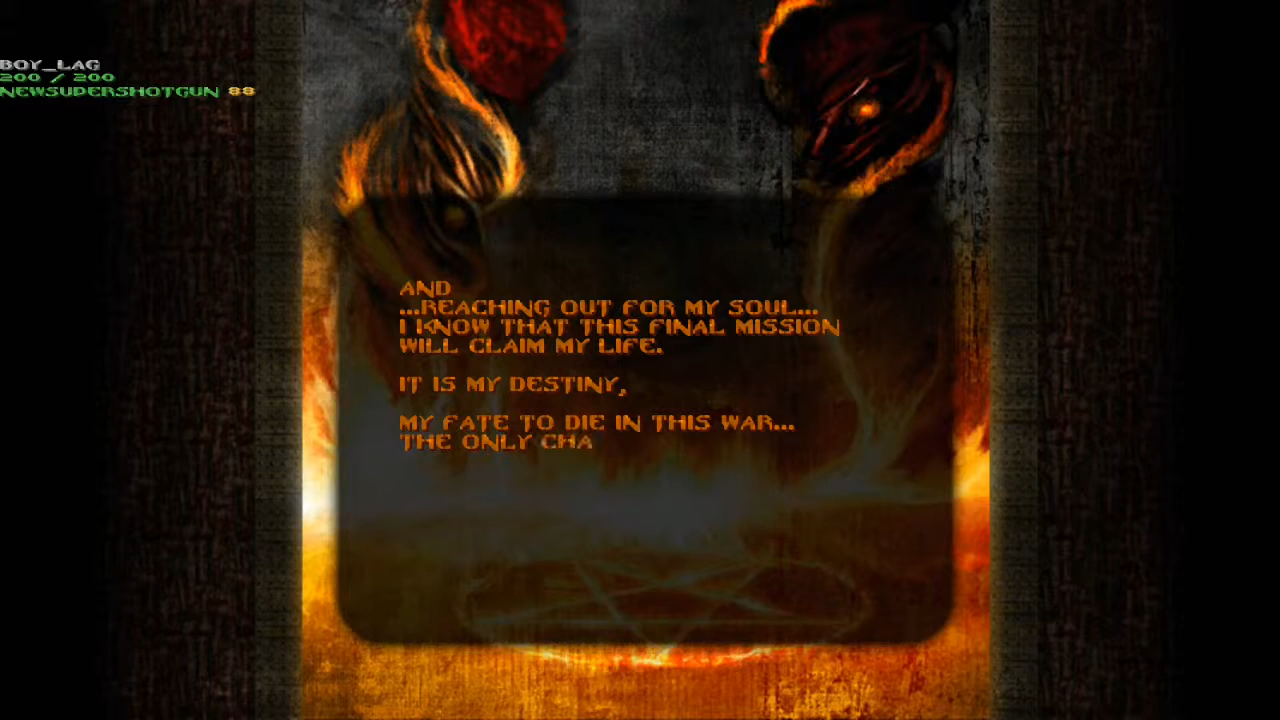 BOY_LAG
200 / 200
NEWSUPERSHOTGUN 88
AND
...REACHING OUT FOR MY SOUL...
I KNOW THAT THIS FINAL MISSION
WILL CLAIM MY LIFE.
IT IS MY DESTINY,
MY FATE TO DIE IN THIS WAR...
THE ONLY CHA